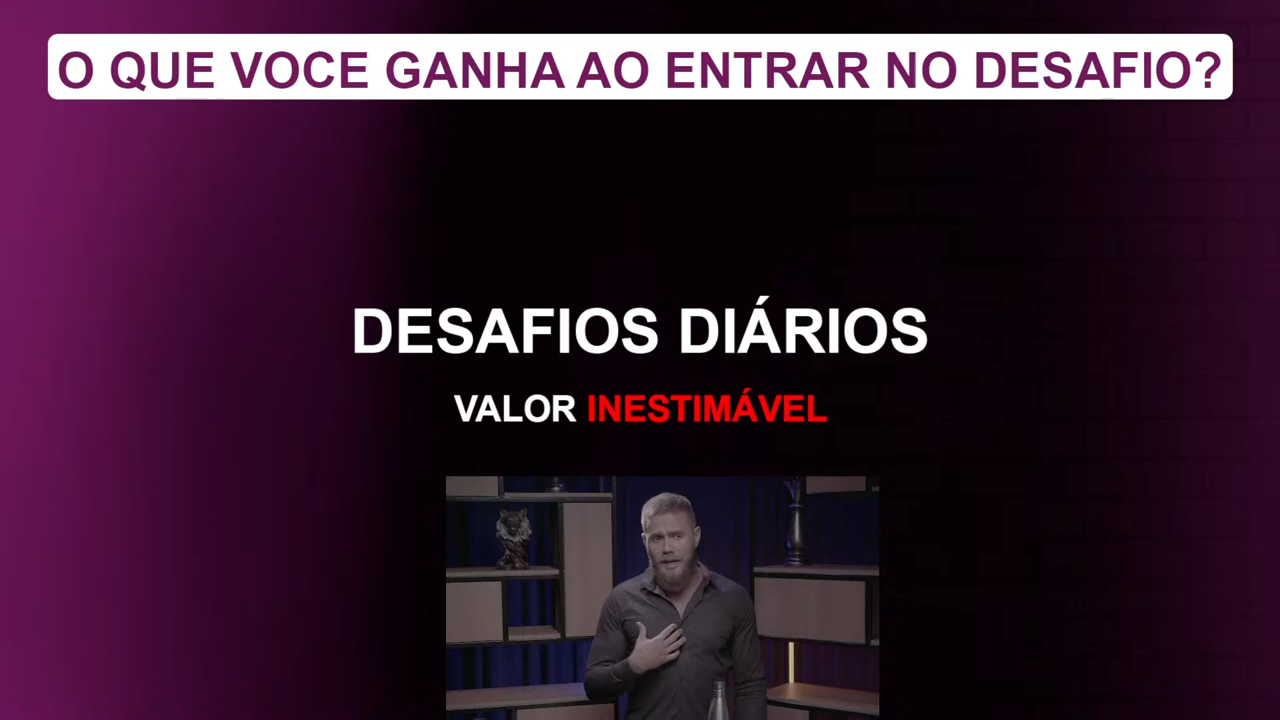 O QUE VOCE GANHA AO ENTRAR NO DESAFIO?
DESAFIOS DIÁRIOS
VALOR INESTIMÁVEL